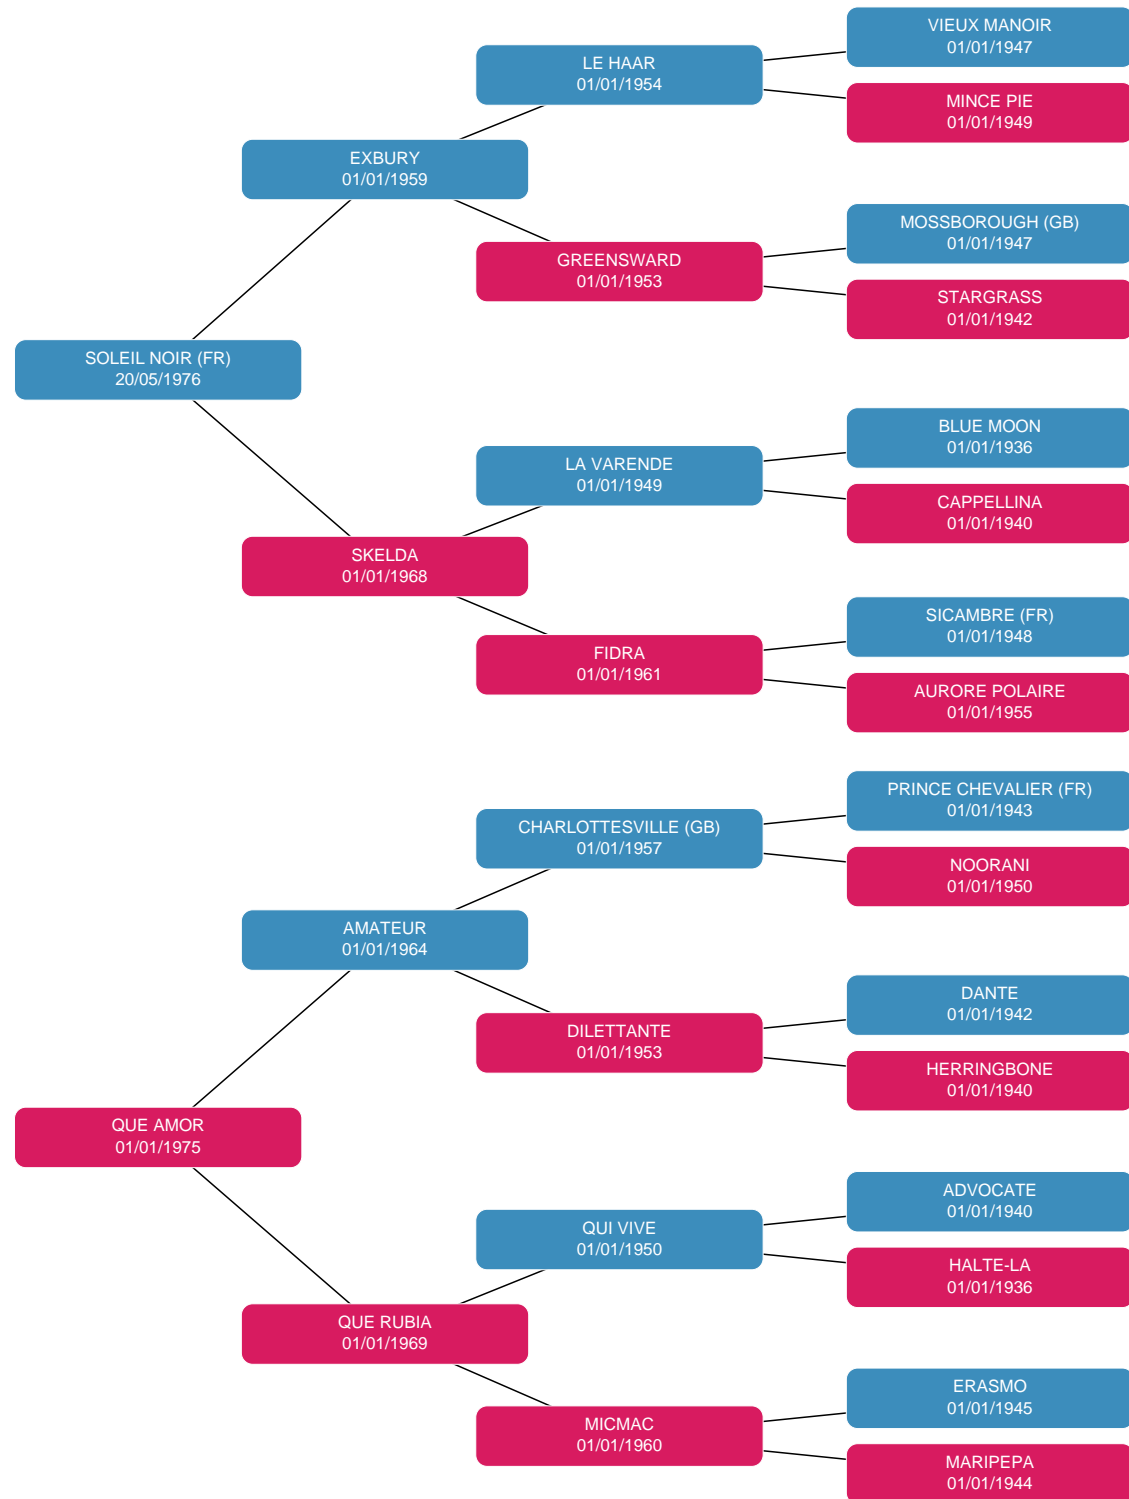 VIEUX MANOIR
01/01/1947
LE HAAR
01/01/1954
MINCE PIE
01/01/1949
EXBURY
01/01/1959
MOSSBOROUGH (GB)
01/01/1947
GREENSWARD
01/01/1953
STARGRASS
01/01/1942
SOLEIL NOIR (FR)
20/05/1976
BLUE MOON
01/01/1936
LA VARENDE
01/01/1949
CAPPELLINA
01/01/1940
SKELDA
01/01/1968
SICAMBRE (FR)
01/01/1948
FIDRA
01/01/1961
AURORE POLAIRE
01/01/1955
PRINCE CHEVALIER (FR)
01/01/1943
CHARLOTTESVILLE (GB)
01/01/1957
NOORANI
01/01/1950
AMATEUR
01/01/1964
DANTE
01/01/1942
DILETTANTE
01/01/1953
HERRINGBONE
01/01/1940
QUE AMOR
01/01/1975
ADVOCATE
01/01/1940
QUI VIVE
01/01/1950
HALTE-LA
01/01/1936
QUE RUBIA
01/01/1969
ERASMO
01/01/1945
MICMAC
01/01/1960
MARIPEPA
01/01/1944